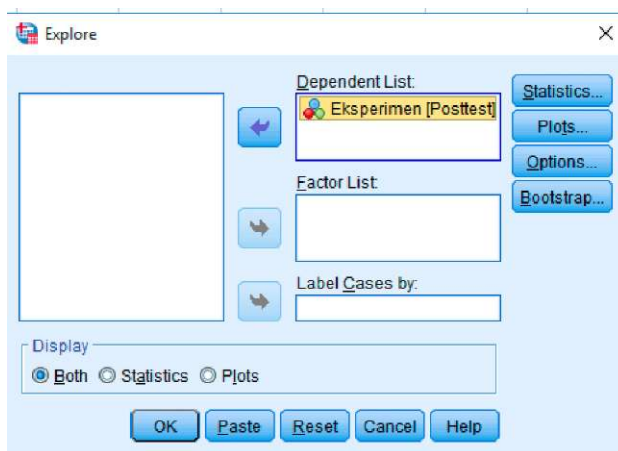 Explore
Dependent List:
Eksperimen [Posttest]
Statistics...
Plots...
Options...
Bootstrap...
Factor List:
Label Cases by:
Display
Both Statistics Plots
OK Paste Reset Cancel Help